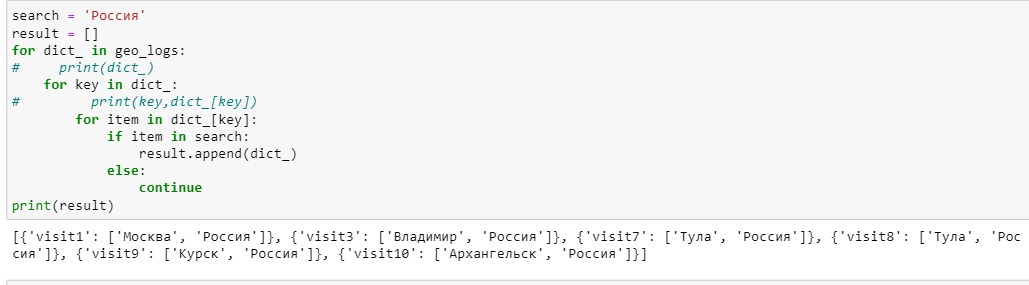 search = 'Россия'
result = []
for dict_ in geo_logs:
#     print(dict_)
    for key in dict_:
#         print(key,dict_[key])
        for item in dict_[key]:
            if item in search:
                result.append(dict_)
            else:
                continue
print(result)
[{'visit1': ['Москва', 'Россия']}, {'visit3': ['Владимир', 'Россия']}, {'visit7': ['Тула', 'Россия']}, {'visit8': ['Тула', 'Рос
сия']}, {'visit9': ['Курск', 'Россия']}, {'visit10': ['Архангельск', 'Россия']}]